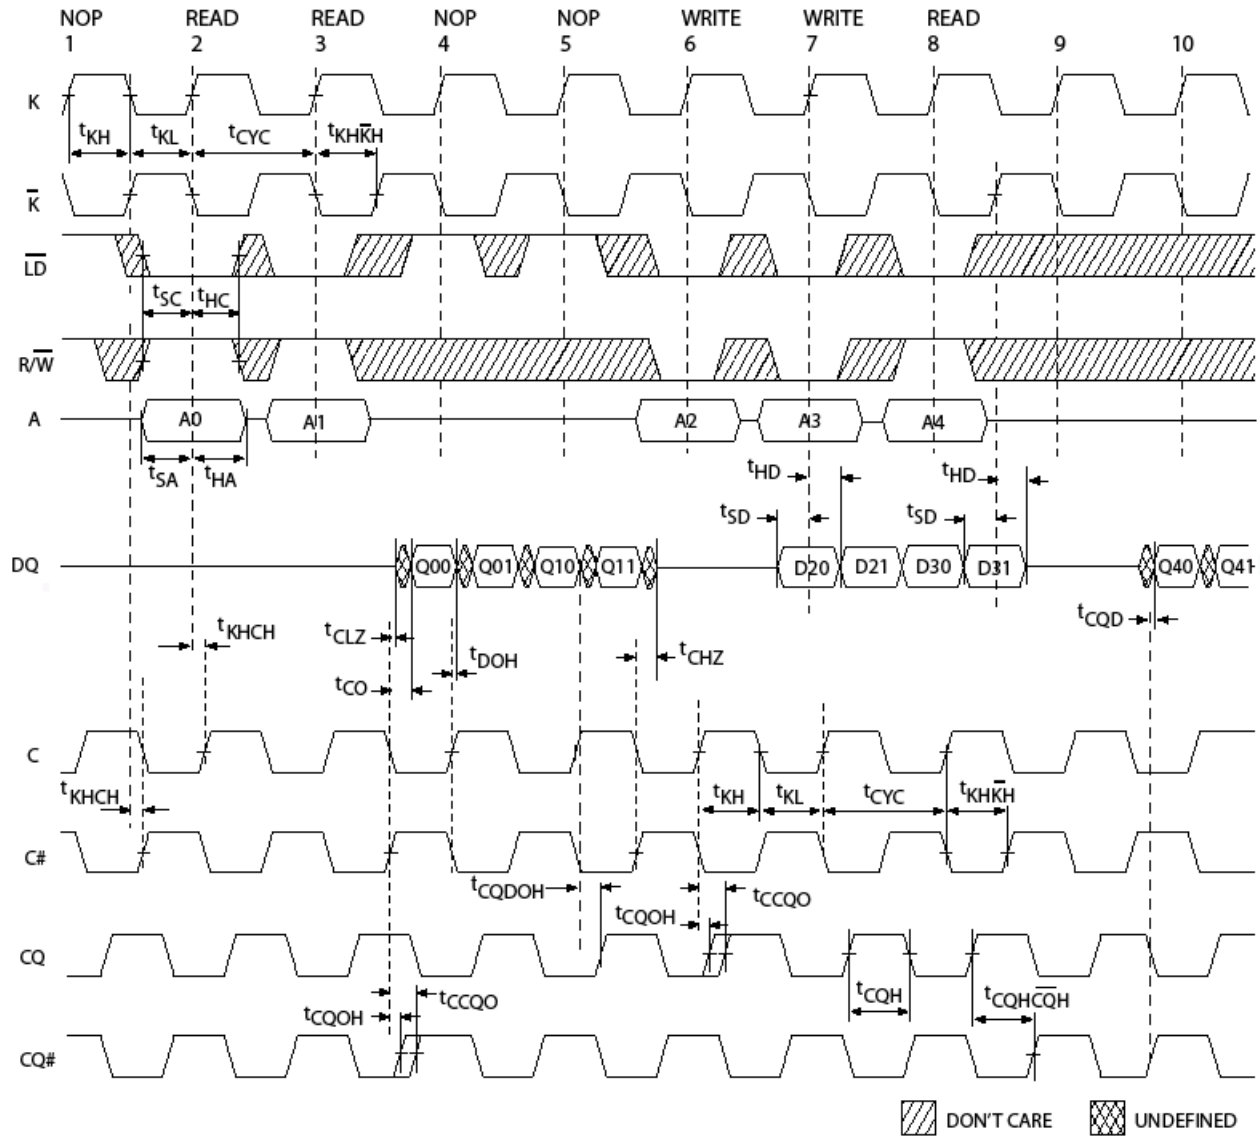 NOP READ READ NOP NOP WRITE WRITE READ
1 2 3 4 5 6 7 8 9 10
K
tKH tKL tCYC tKHK̅H
K̅
L̅D̅
tSC tHC
R/W̅
A A0 A1 A2 A3 A4
tSA tHA tHD tHD
tSD tSD
DQ Q00 Q01 Q10 Q11 D20 D21 D30 D31 Q40 Q41
tKHCH tCLZ tDOH tCHZ tCQD
tCO
C
tKHCH tKH tKL tCYC tKHK̅H
C#
tCQDOH tCCQO
tCQOH
CQ
tCCQO tCQH tCQHC̅Q̅H
tCQOH
CQ#
DON'T CARE UNDEFINED